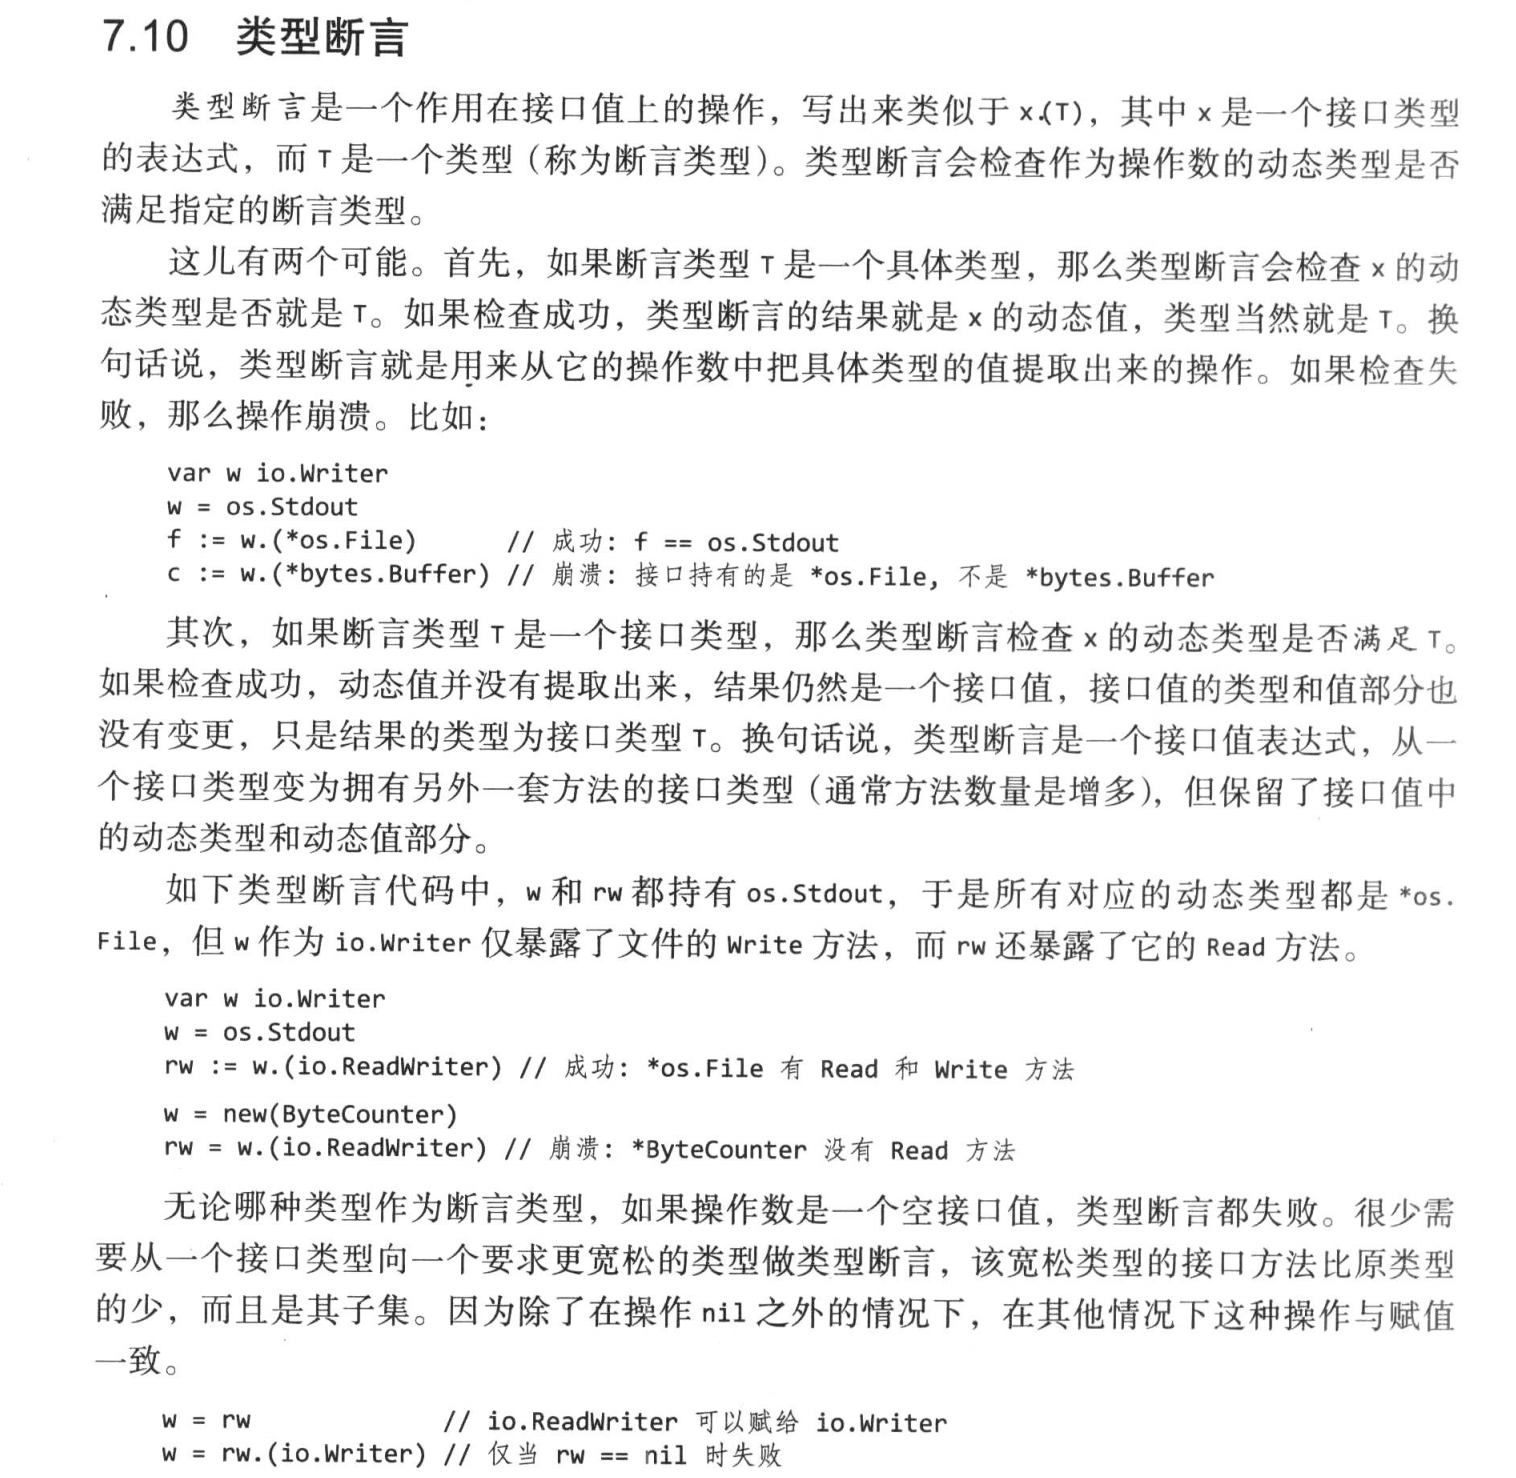 7.10 类型断言
类型断言是一个作用在接口值上的操作，写出来类似于 x.(T)，其中 x 是一个接口类型
的表达式，而 T 是一个类型（称为断言类型）。类型断言会检查作为操作数的动态类型是否
满足指定的断言类型。
这儿有两个可能。首先，如果断言类型 T 是一个具体类型，那么类型断言会检查 x 的动
态类型是否就是 T。如果检查成功，类型断言的结果就是 x 的动态值，类型当然就是 T。换
句话说，类型断言就是用来从它的操作数中把具体类型的值提取出来的操作。如果检查失
败，那么操作崩溃。比如：
var w io.Writer
w = os.Stdout
f := w.(*os.File)      // 成功: f == os.Stdout
c := w.(*bytes.Buffer) // 崩溃: 接口持有的是 *os.File, 不是 *bytes.Buffer
其次，如果断言类型 T 是一个接口类型，那么类型断言检查 x 的动态类型是否满足 T。
如果检查成功，动态值并没有提取出来，结果仍然是一个接口值，接口值的类型和值部分也
没有变更，只是结果的类型为接口类型 T。换句话说，类型断言是一个接口值表达式，从一
个接口类型变为拥有另外一套方法的接口类型（通常方法数量是增多），但保留了接口值中
的动态类型和动态值部分。
如下类型断言代码中，w 和 rw 都持有 os.Stdout，于是所有对应的动态类型都是 *os.
File，但 w 作为 io.Writer 仅暴露了文件的 Write 方法，而 rw 还暴露了它的 Read 方法。
var w io.Writer
w = os.Stdout
rw := w.(io.ReadWriter) // 成功: *os.File 有 Read 和 Write 方法
w = new(ByteCounter)
rw = w.(io.ReadWriter) // 崩溃: *ByteCounter 没有 Read 方法
无论哪种类型作为断言类型，如果操作数是一个空接口值，类型断言都失败。很少需
要从一个接口类型向一个要求更宽松的类型做类型断言，该宽松类型的接口方法比原类型
的少，而且是其子集。因为除了在操作 nil 之外的情况下，在其他情况下这种操作与赋值
一致。
w = rw             // io.ReadWriter 可以赋给 io.Writer
w = rw.(io.Writer) // 仅当 rw == nil 时失败